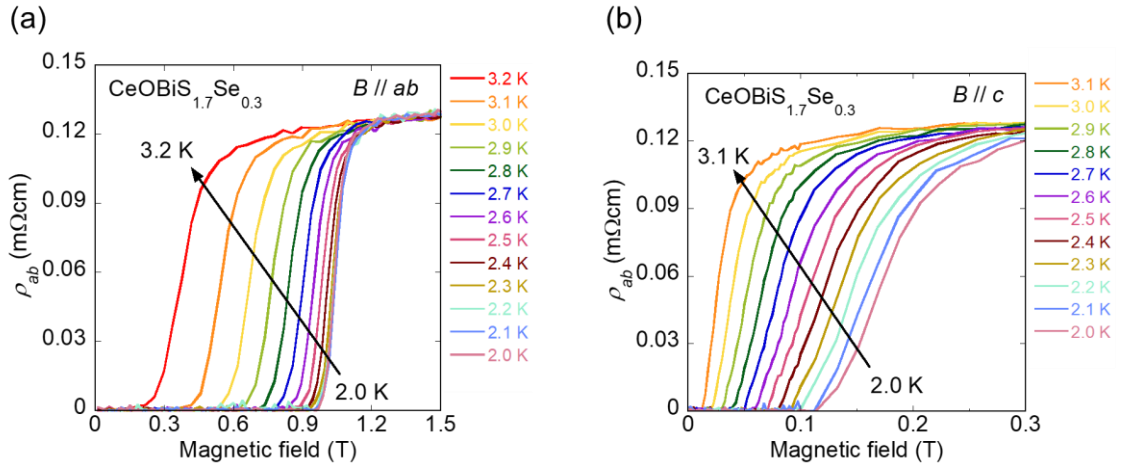 (a)
0.15
0.12
0.09
0.06
0.03
0
ρab (mΩcm)
CeOBiS1.7Se0.3
B // ab
3.2 K
2.0 K
0
0.3
0.6
0.9
1.2
1.5
Magnetic field (T)
3.2 K
3.1 K
3.0 K
2.9 K
2.8 K
2.7 K
2.6 K
2.5 K
2.4 K
2.3 K
2.2 K
2.1 K
2.0 K
(b)
0.15
0.12
0.09
0.06
0.03
0
ρab (mΩcm)
CeOBiS1.7Se0.3
B // c
3.1 K
2.0 K
0
0.1
0.2
0.3
Magnetic field (T)
3.1 K
3.0 K
2.9 K
2.8 K
2.7 K
2.6 K
2.5 K
2.4 K
2.3 K
2.2 K
2.1 K
2.0 K